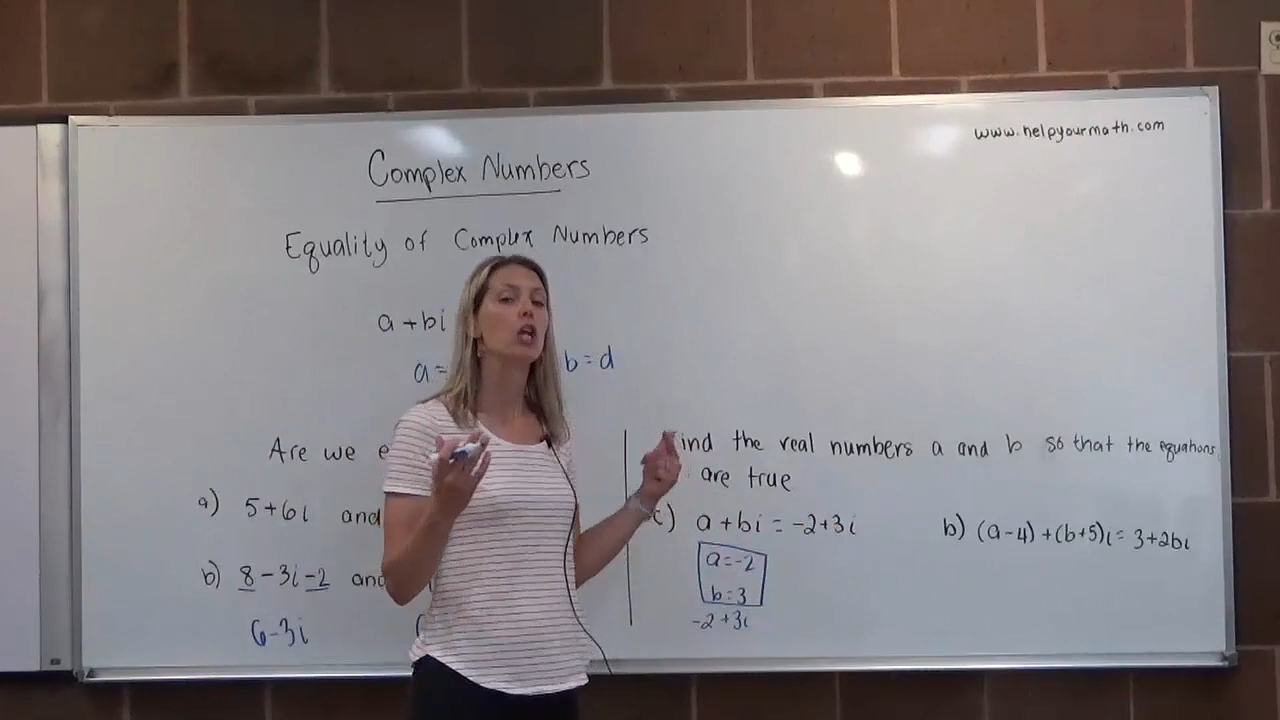 www.helpyourmath.com
Complex Numbers
Equality of Complex Numbers
a + bi
a = b = d
Are we
a) 5 + 6i and
b) 8 - 3i - 2 and
6 - 3i
the real numbers a and b so that the equations
are true
c) a + bi = -2 + 3i
a = -2
b = 3
-2 + 3i
b) (a-4) + (b+5)i = 3 + 2bi